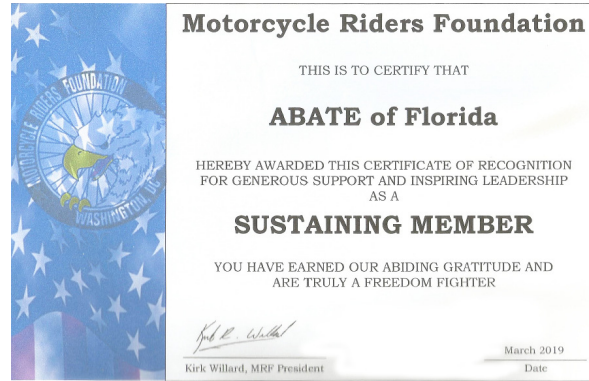 Motorcycle Riders Foundation
THIS IS TO CERTIFY THAT
ABATE of Florida
HEREBY AWARDED THIS CERTIFICATE OF RECOGNITION
FOR GENEROUS SUPPORT AND INSPIRING LEADERSHIP
AS A
SUSTAINING MEMBER
YOU HAVE EARNED OUR ABIDING GRATITUDE AND
ARE TRULY A FREEDOM FIGHTER
Kirk R. Willard
March 2019
Kirk Willard, MRF President
Date
MOTORCYCLE RIDERS FOUNDATION
WASHINGTON, DC